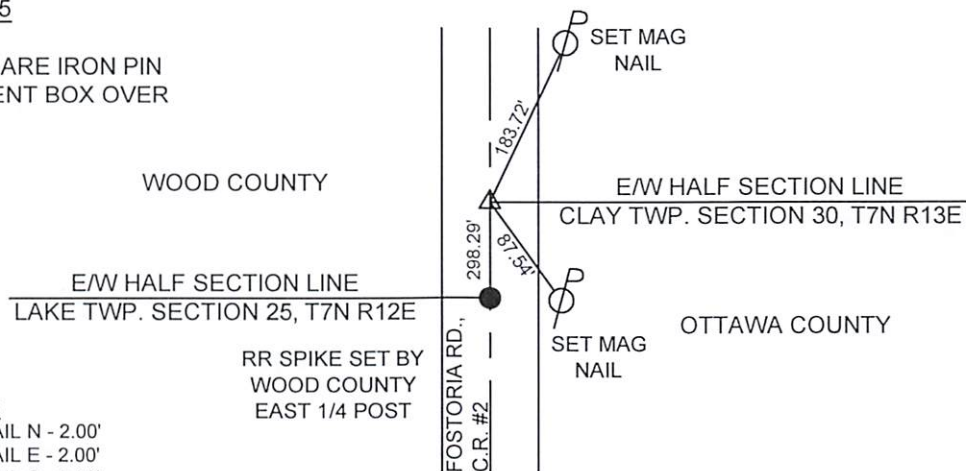 5
ARE IRON PIN
ENT BOX OVER
SET MAG
NAIL
183.72'
WOOD COUNTY
E/W HALF SECTION LINE
CLAY TWP. SECTION 30, T7N R13E
298.29'
87.54'
E/W HALF SECTION LINE
LAKE TWP. SECTION 25, T7N R12E
OTTAWA COUNTY
SET MAG
NAIL
RR SPIKE SET BY
WOOD COUNTY
EAST 1/4 POST
FOSTORIA RD.,
C.R. #2
AIL N - 2.00'
AIL E - 2.00'